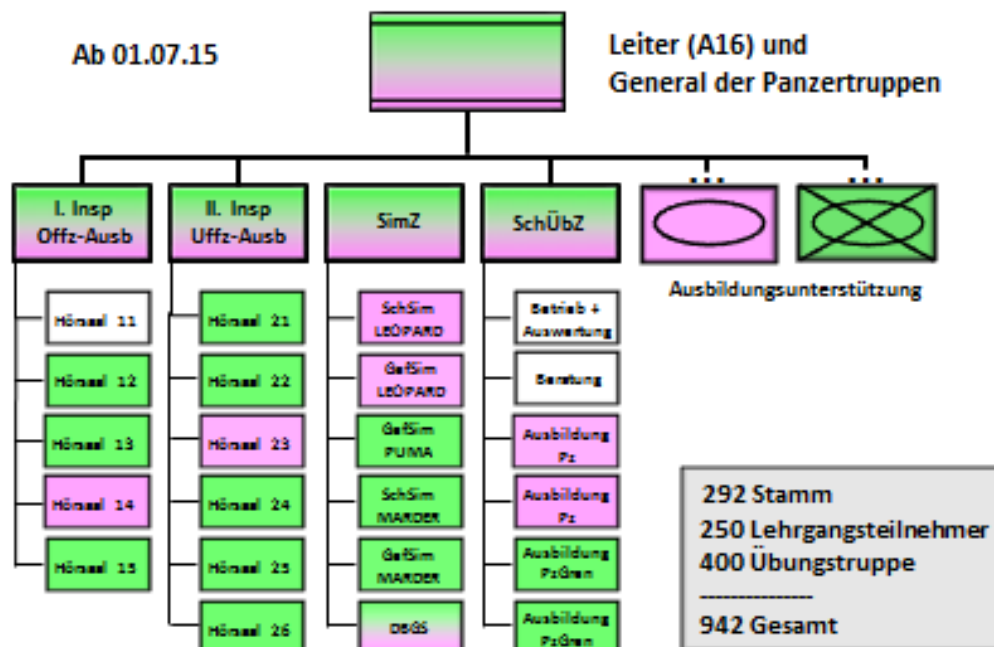 Ab 01.07.15
Leiter (A16) und
General der Panzertruppen
I. Insp
Offz-Ausb
II. Insp
Uffz-Ausb
SimZ
SchÜbZ
...
...
Ausbildungsunterstützung
Hörsaal 11
Hörsaal 12
Hörsaal 13
Hörsaal 14
Hörsaal 15
Hörsaal 21
Hörsaal 22
Hörsaal 23
Hörsaal 24
Hörsaal 25
Hörsaal 26
SchSim
LEOPARD
GefSim
LEOPARD
GefSim
PUMA
SchSim
MARDER
GefSim
MARDER
DBGS
Betrieb +
Auswertung
Beratung
Ausbildung
Pz
Ausbildung
Pz
Ausbildung
PzGren
Ausbildung
PzGren
292 Stamm
250 Lehrgangsteilnehmer
400 Übungstruppe
---------------
942 Gesamt